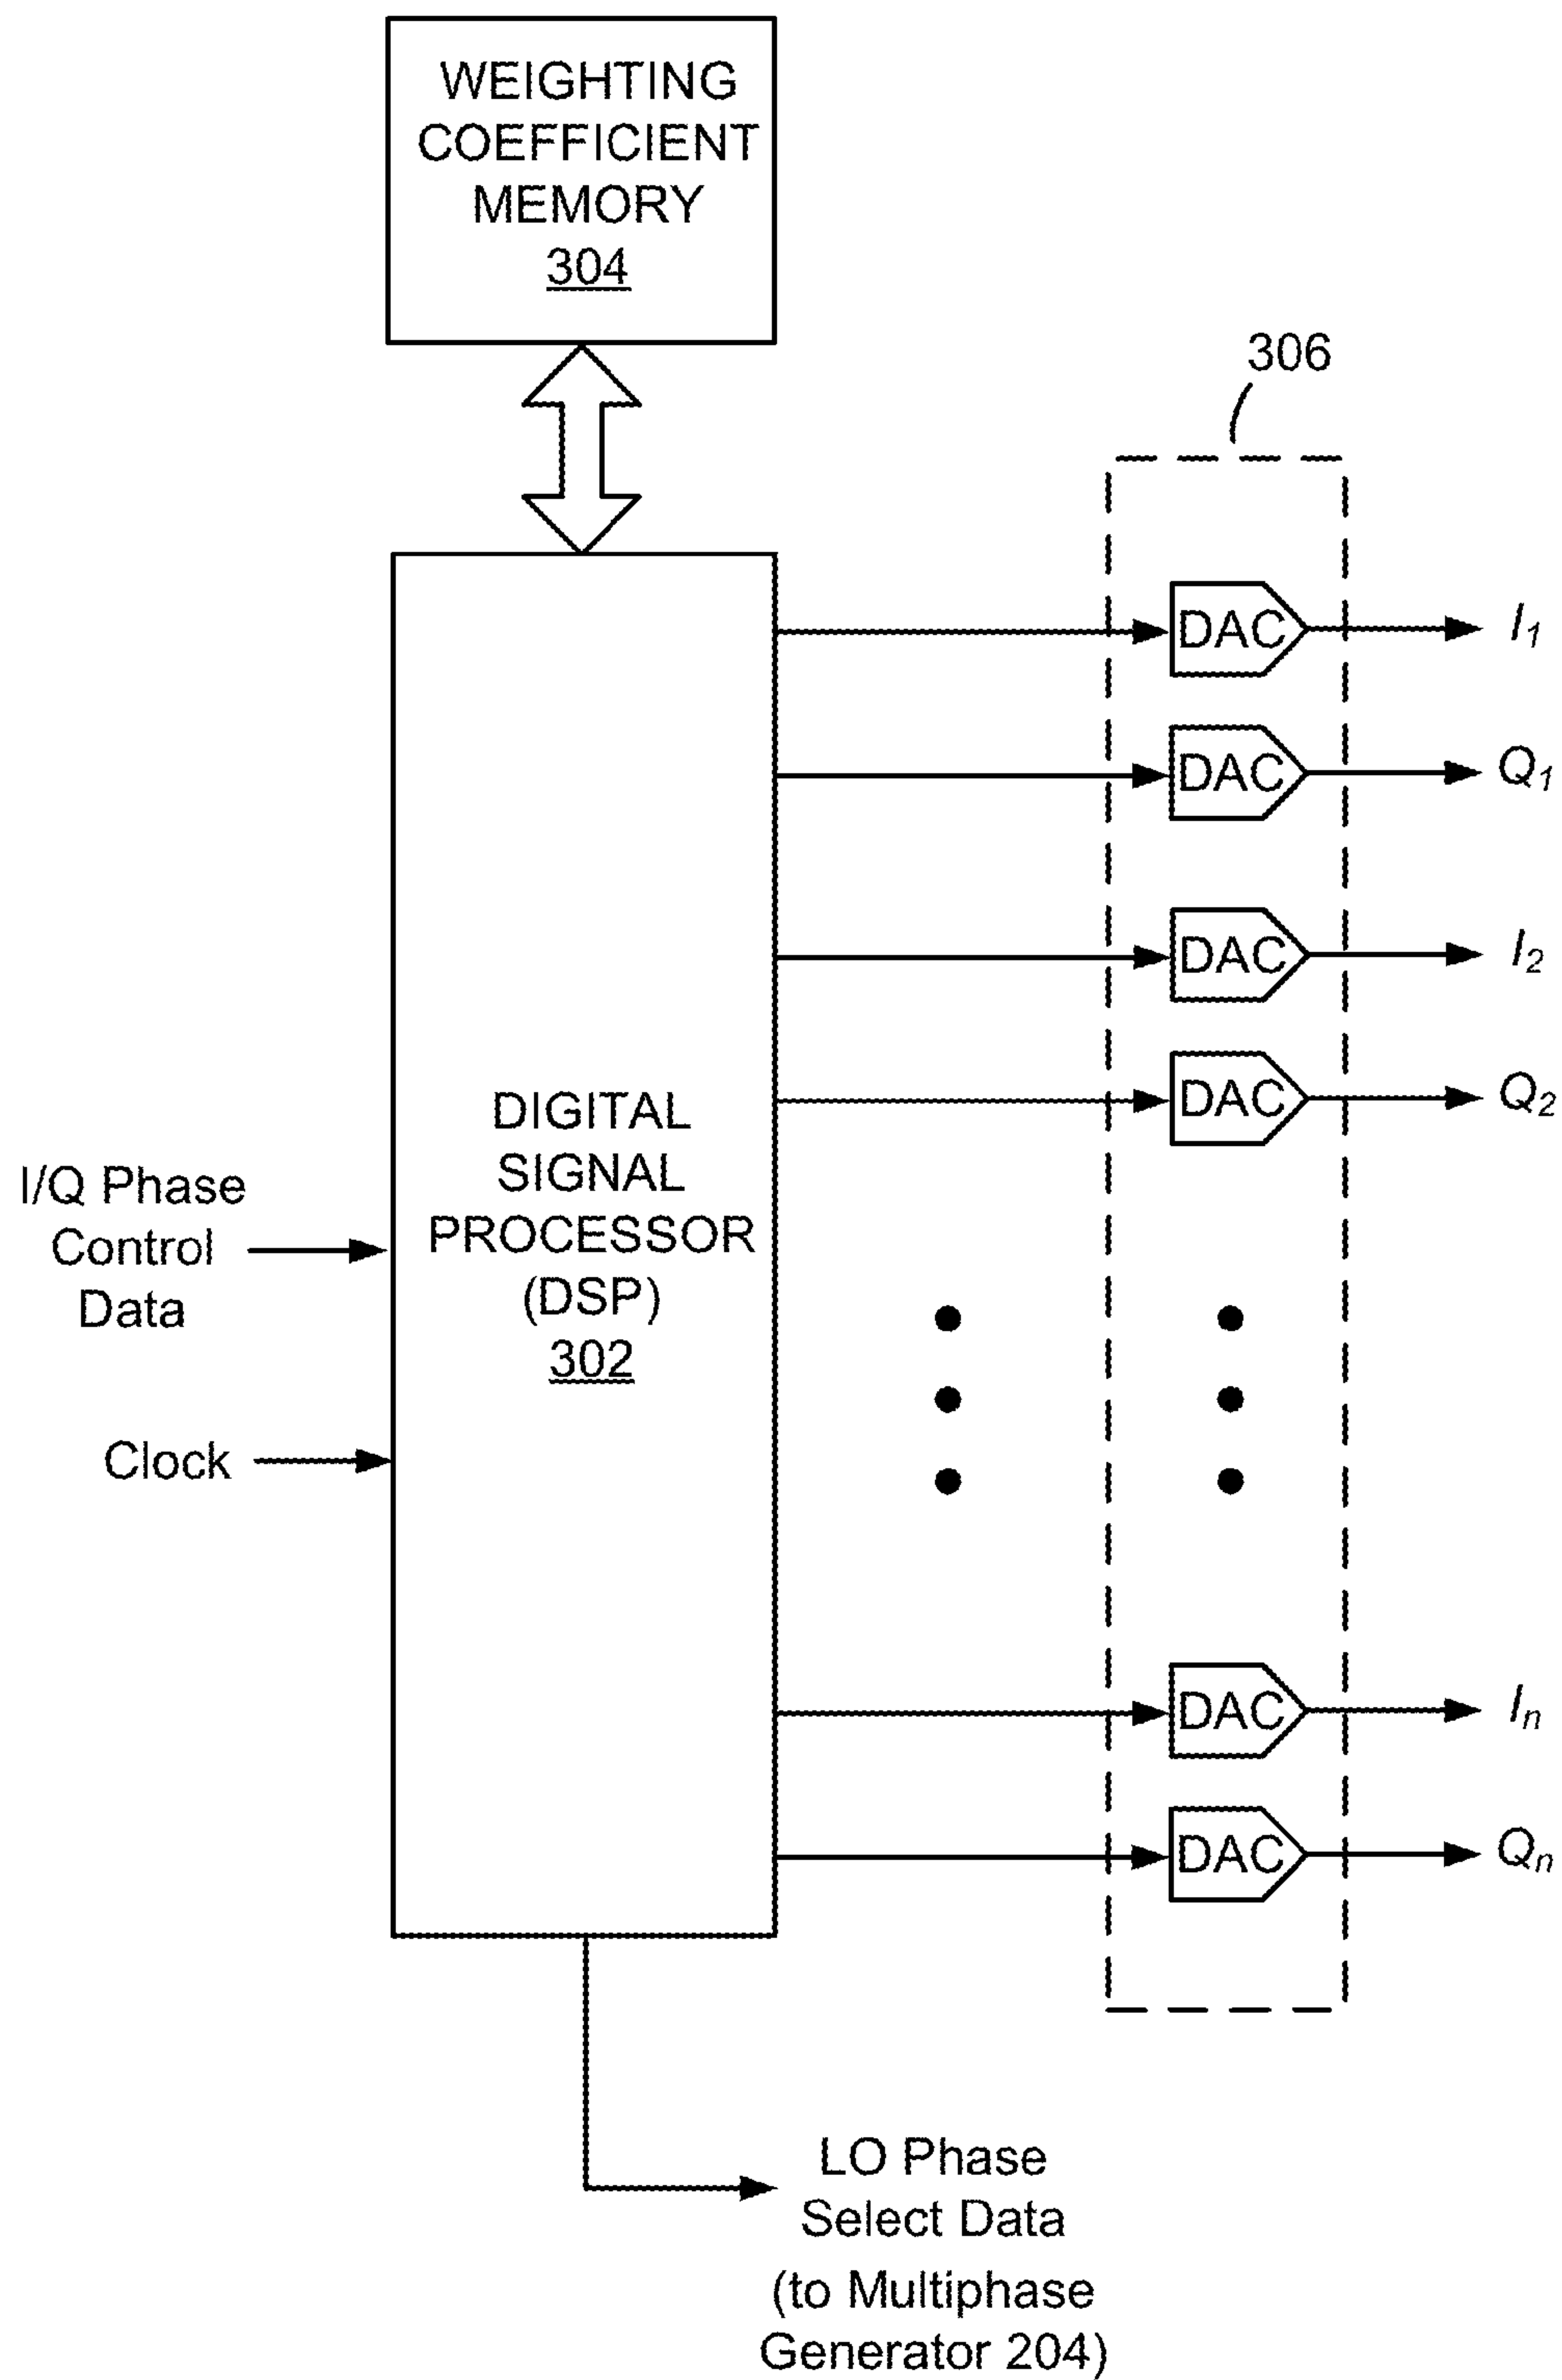 WEIGHTING
COEFFICIENT
MEMORY
304
306
DAC
I1
DAC
Q1
DAC
I2
DAC
Q2
DIGITAL
SIGNAL
PROCESSOR
(DSP)
302
I/Q Phase
Control
Data
Clock
DAC
In
DAC
Qn
LO Phase
Select Data
(to Multiphase
Generator 204)